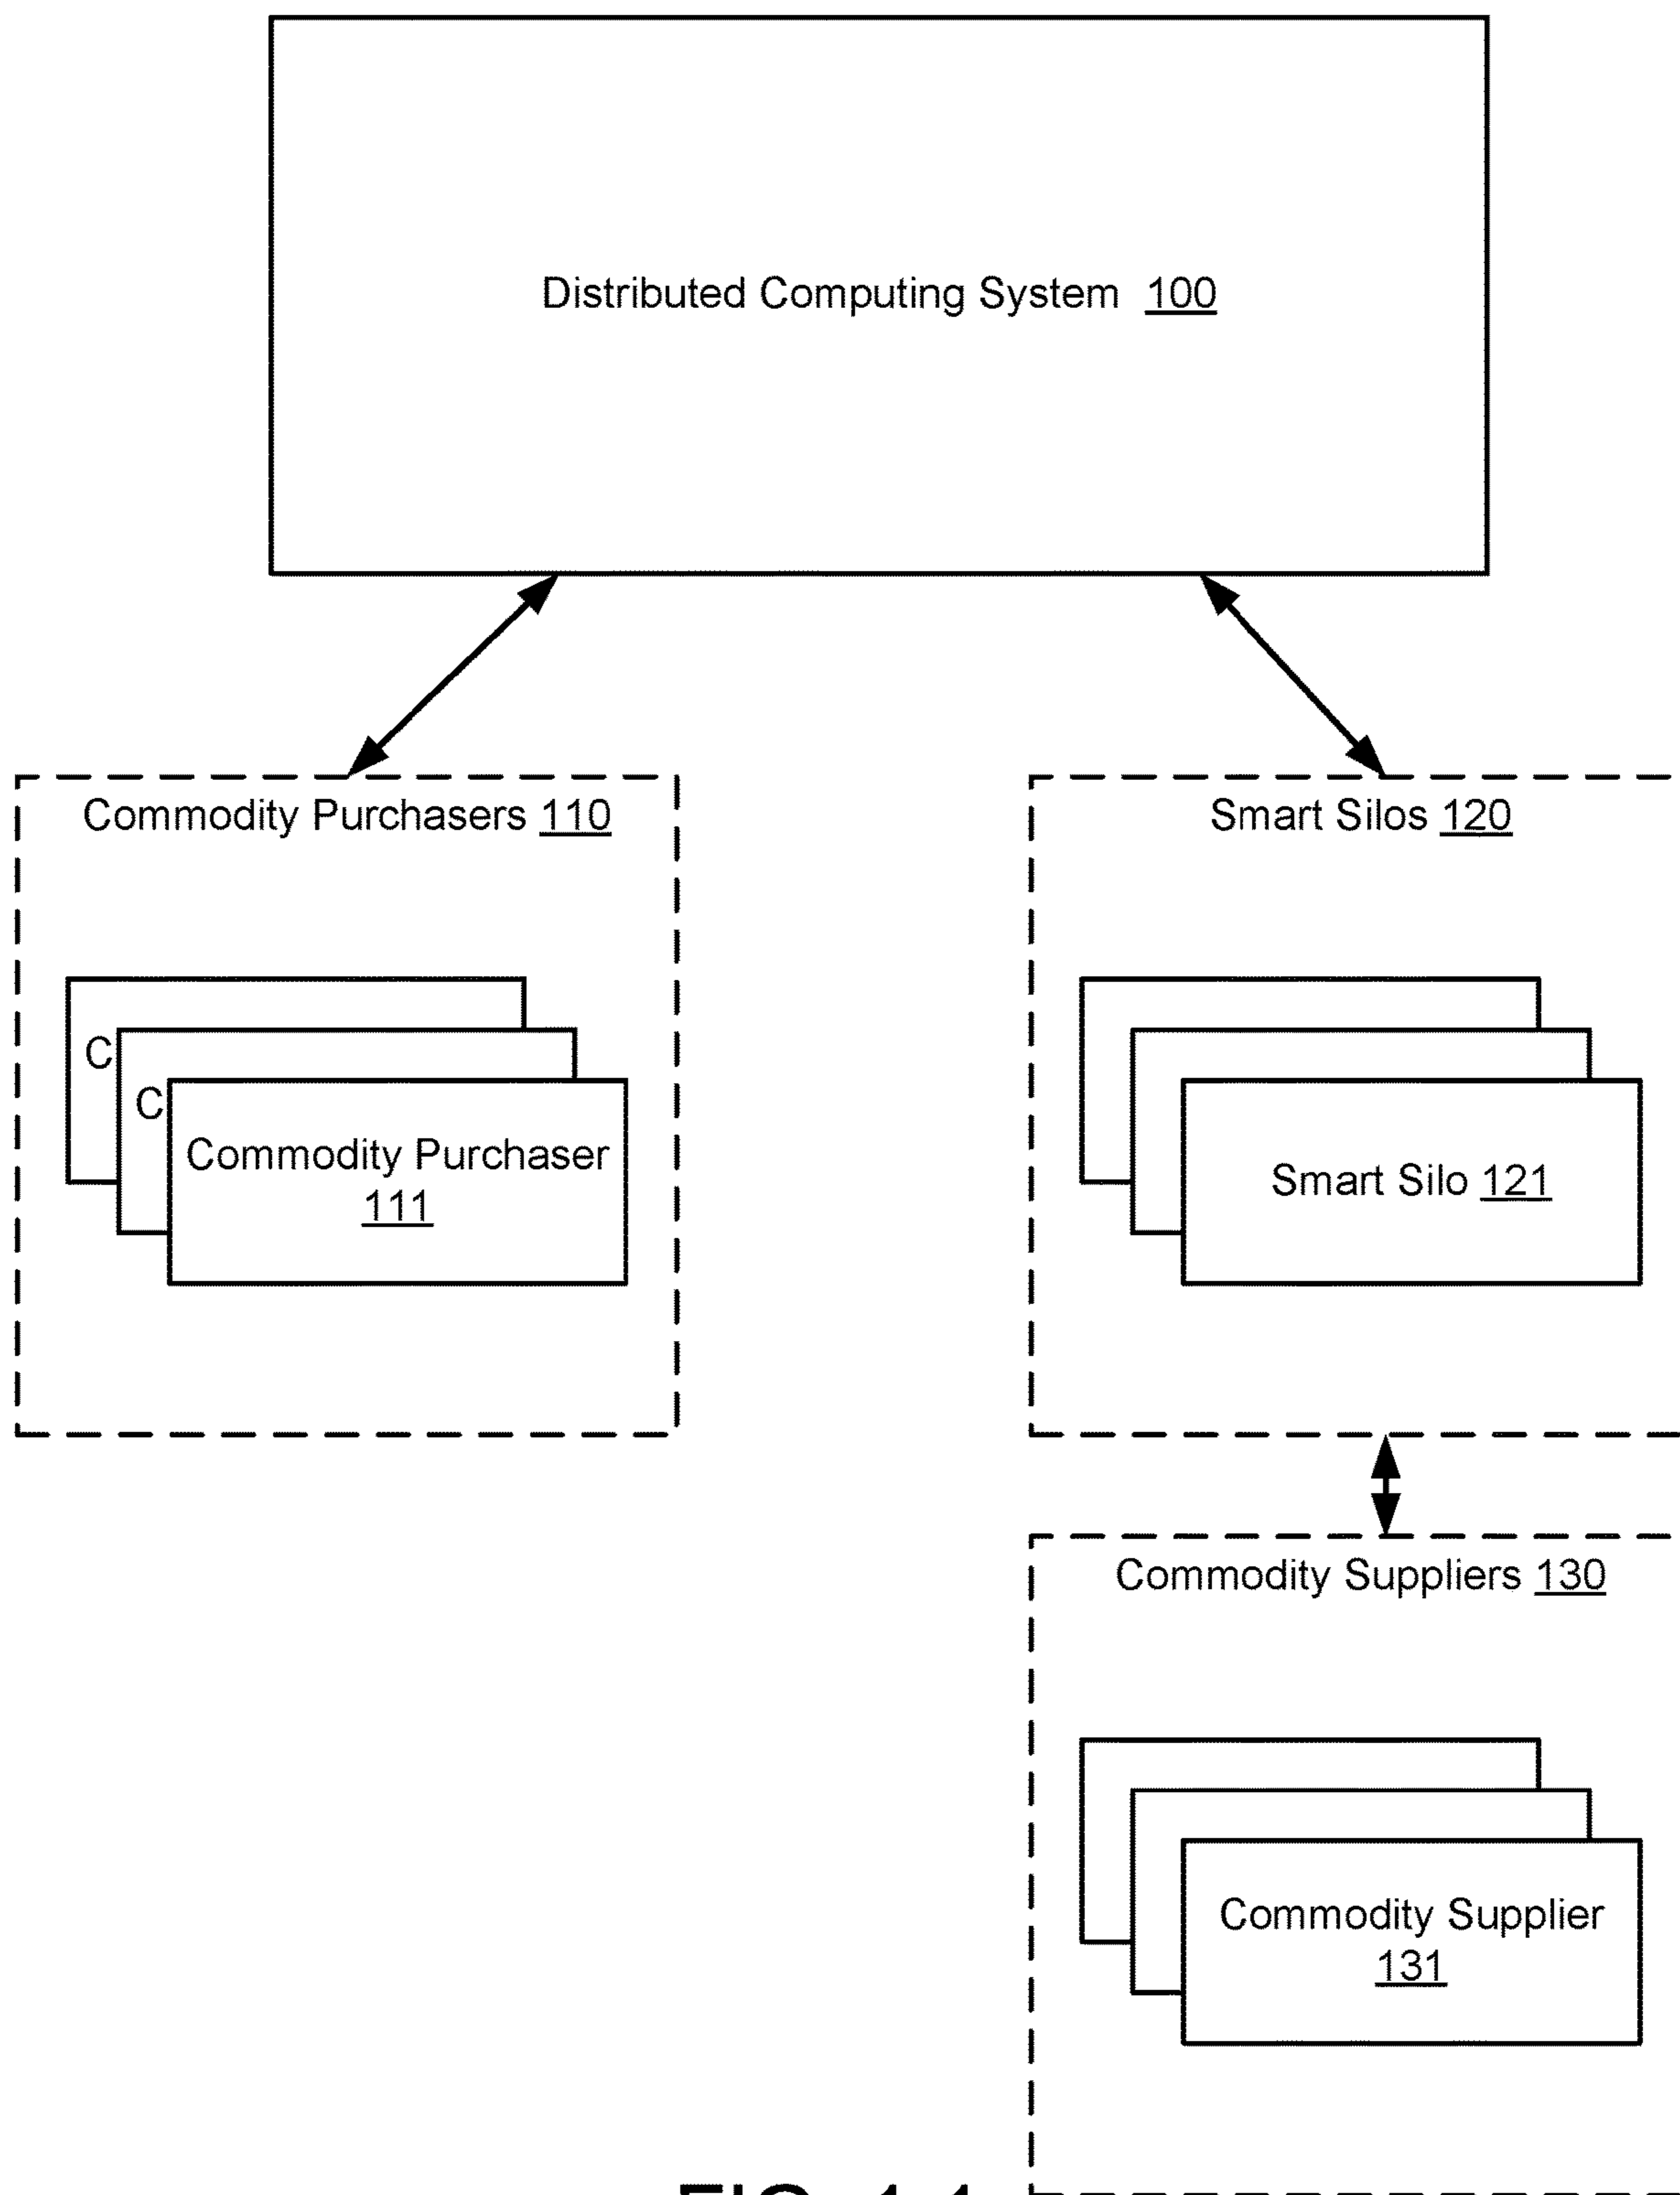 Distributed Computing System 100
Commodity Purchasers 110
Smart Silos 120
C
C
Commodity Purchaser
111
Smart Silo 121
Commodity Suppliers 130
Commodity Supplier
131